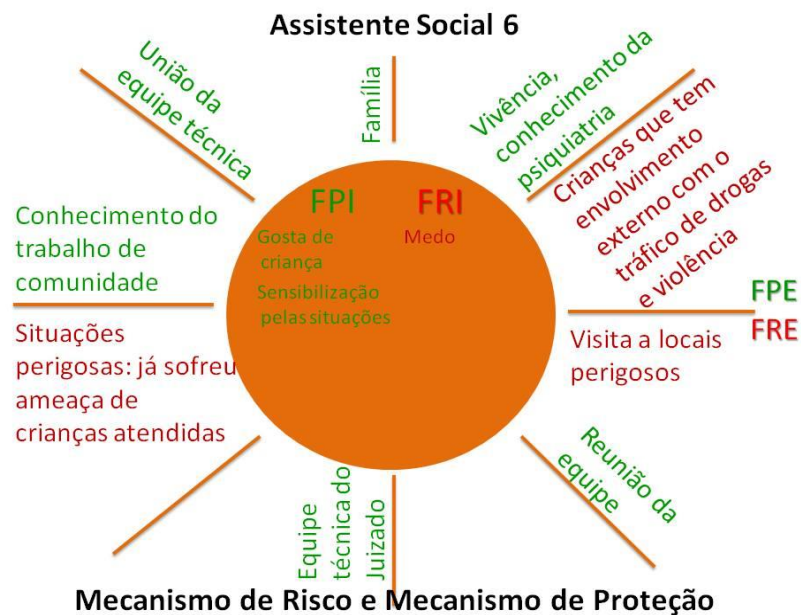 Assistente Social 6
União da
equipe técnica
Família
Vivência,
conhecimento da
psiquiatria
Crianças que tem
envolvimento
externo com o
tráfico de drogas
e violência
FPI
Gosta de
criança
Sensibilização
pelas situações
FRI
Medo
Conhecimento do
trabalho de
comunidade
FPE
FRE
Situações
perigosas: já sofreu
ameaça de
crianças atendidas
Visita a locais
perigosos
Equipe
técnica do
Juizado
Reunião da
equipe
Mecanismo de Risco e Mecanismo de Proteção